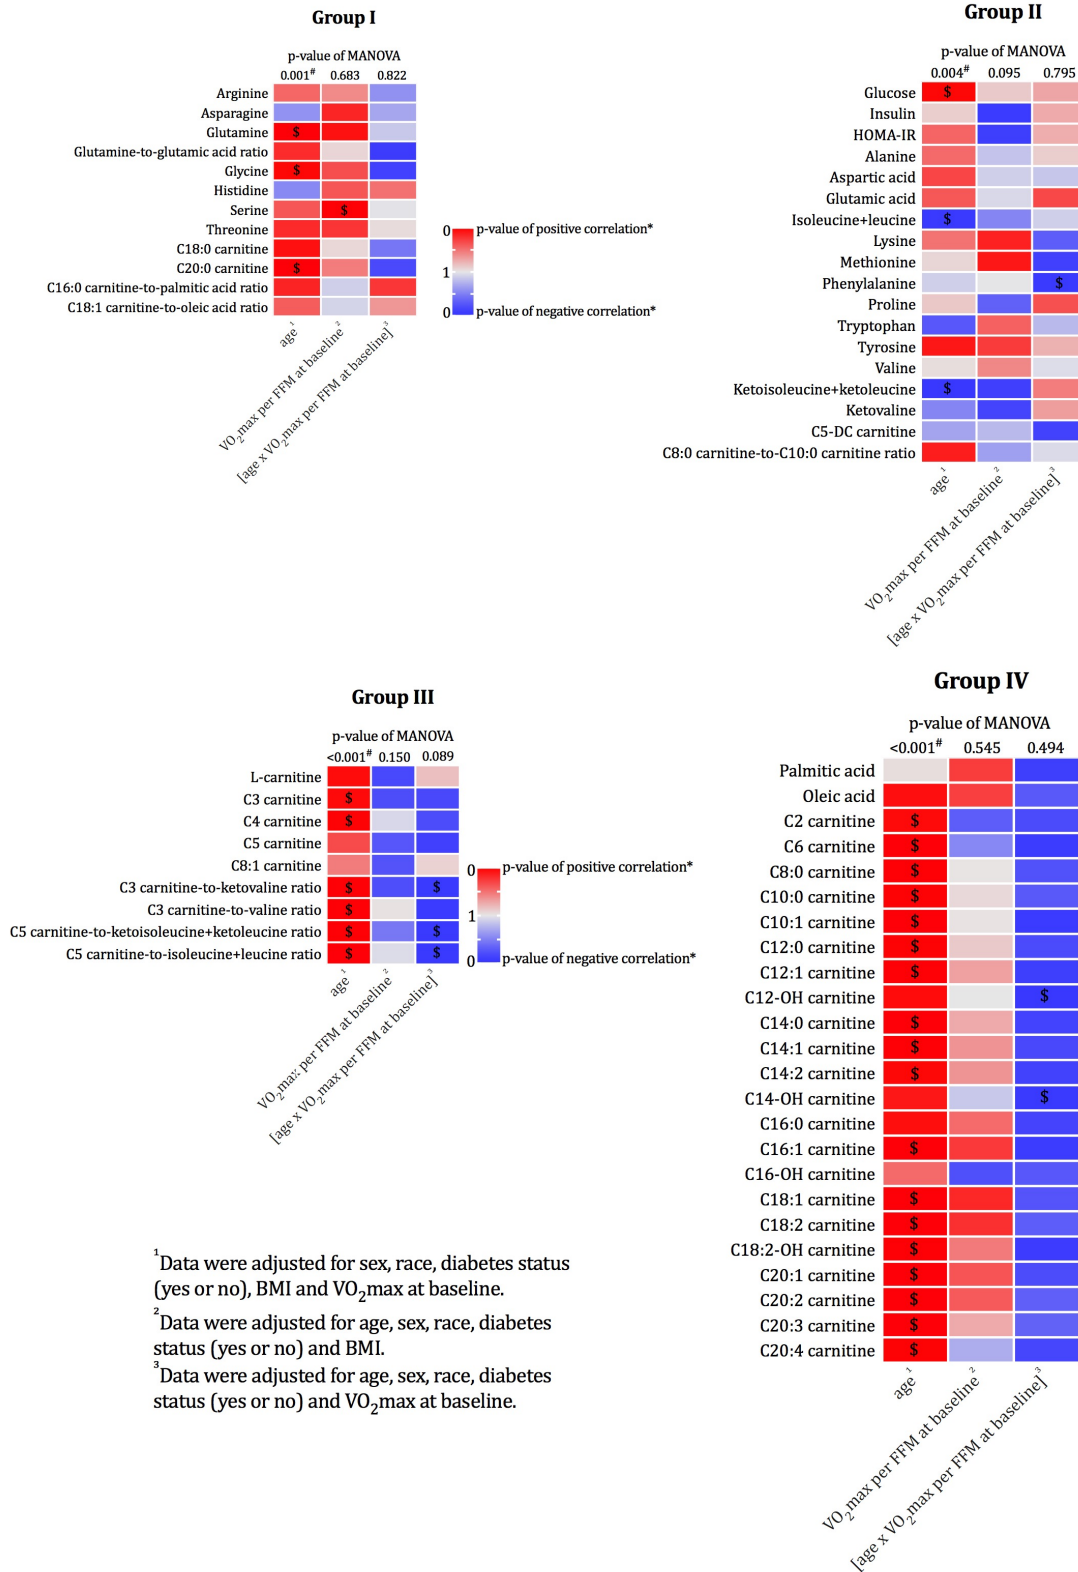 Group I
p-value of MANOVA
0.001# 0.683 0.822
Arginine
Asparagine
Glutamine $
Glutamine-to-glutamic acid ratio
Glycine $
Histidine
Serine $
Threonine
C18:0 carnitine
C20:0 carnitine $
C16:0 carnitine-to-palmitic acid ratio
C18:1 carnitine-to-oleic acid ratio
age¹
VO₂max per FFM at baseline²
[age x VO₂max per FFM at baseline]³
0 p-value of positive correlation*
1
0 p-value of negative correlation*
Group II
p-value of MANOVA
0.004# 0.095 0.795
Glucose $
Insulin
HOMA-IR
Alanine
Aspartic acid
Glutamic acid
Isoleucine+leucine $
Lysine
Methionine
Phenylalanine $
Proline
Tryptophan
Tyrosine
Valine
Ketoisoleucine+ketoleucine $
Ketovaline
C5-DC carnitine
C8:0 carnitine-to-C10:0 carnitine ratio
age¹
VO₂max per FFM at baseline²
[age x VO₂max per FFM at baseline]³
Group III
p-value of MANOVA
<0.001# 0.150 0.089
L-carnitine
C3 carnitine $
C4 carnitine $
C5 carnitine
C8:1 carnitine
C3 carnitine-to-ketovaline ratio $ $
C3 carnitine-to-valine ratio $
C5 carnitine-to-ketoisoleucine+ketoleucine ratio $ $
C5 carnitine-to-isoleucine+leucine ratio $ $
age¹
VO₂max per FFM at baseline²
[age x VO₂max per FFM at baseline]³
0 p-value of positive correlation*
1
0 p-value of negative correlation*
Group IV
p-value of MANOVA
<0.001# 0.545 0.494
Palmitic acid
Oleic acid
C2 carnitine $
C6 carnitine $
C8:0 carnitine $
C10:0 carnitine $
C10:1 carnitine $
C12:0 carnitine $
C12:1 carnitine $
C12-OH carnitine $
C14:0 carnitine $
C14:1 carnitine $
C14:2 carnitine $
C14-OH carnitine $
C16:0 carnitine
C16:1 carnitine $
C16-OH carnitine
C18:1 carnitine $
C18:2 carnitine $
C18:2-OH carnitine $
C20:1 carnitine $
C20:2 carnitine $
C20:3 carnitine $
C20:4 carnitine $
age¹
VO₂max per FFM at baseline²
[age x VO₂max per FFM at baseline]³
¹Data were adjusted for sex, race, diabetes status
(yes or no), BMI and VO₂max at baseline.
²Data were adjusted for age, sex, race, diabetes
status (yes or no) and BMI.
³Data were adjusted for age, sex, race, diabetes
status (yes or no) and VO₂max at baseline.